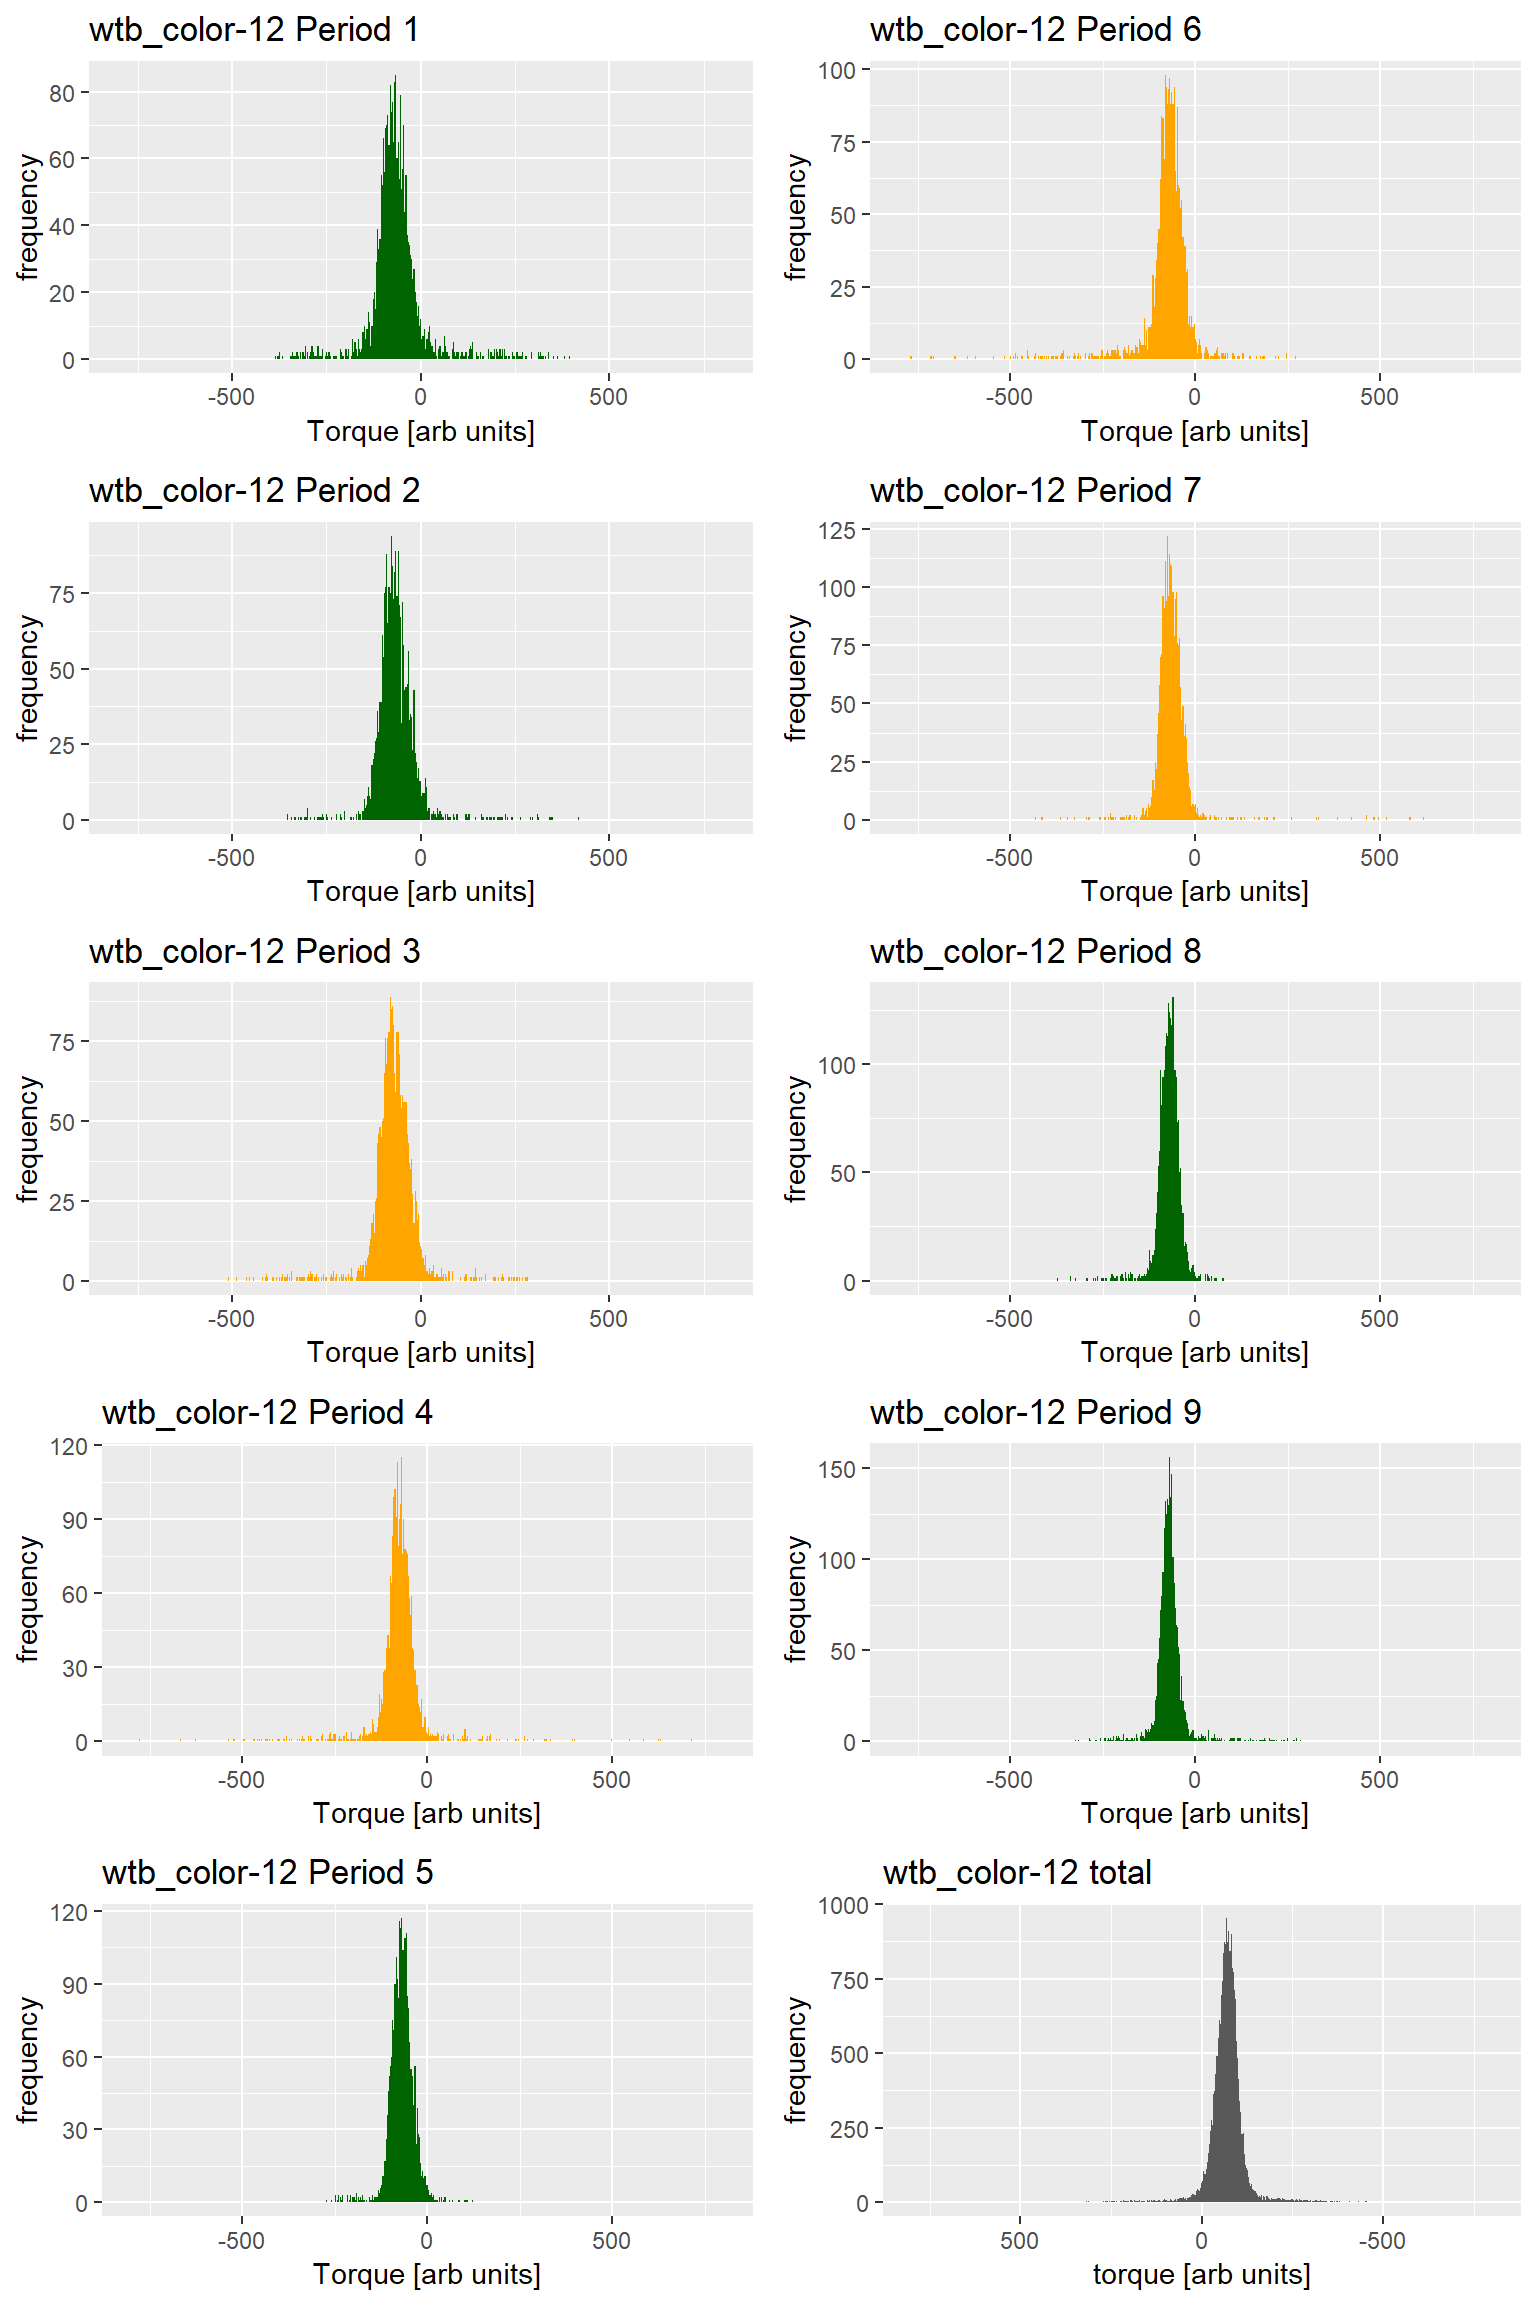 wtb_color-12 Period 1
80
60
40
20
0
frequency
-500 0 500
Torque [arb units]
wtb_color-12 Period 6
100
75
50
25
0
frequency
-500 0 500
Torque [arb units]
wtb_color-12 Period 2
75
50
25
0
frequency
-500 0 500
Torque [arb units]
wtb_color-12 Period 7
125
100
75
50
25
0
frequency
-500 0 500
Torque [arb units]
wtb_color-12 Period 3
75
50
25
0
frequency
-500 0 500
Torque [arb units]
wtb_color-12 Period 8
100
50
0
frequency
-500 0 500
Torque [arb units]
wtb_color-12 Period 4
120
90
60
30
0
frequency
-500 0 500
Torque [arb units]
wtb_color-12 Period 9
150
100
50
0
frequency
-500 0 500
Torque [arb units]
wtb_color-12 Period 5
120
90
60
30
0
frequency
-500 0 500
Torque [arb units]
wtb_color-12 total
1000
750
500
250
0
frequency
500 0 -500
torque [arb units]